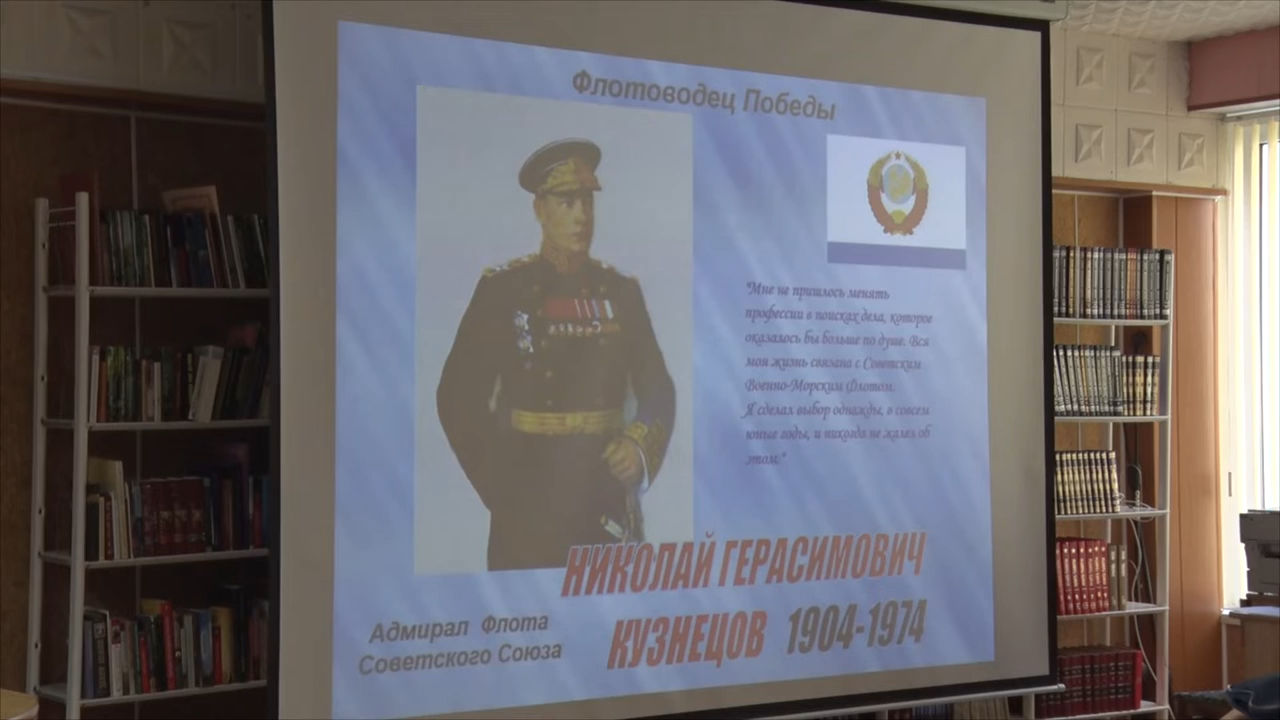 Флотоводец Победы
"Мне не пришлось менять
профессии в поисках дела, которое
оказалось бы больше по душе. Вся
моя жизнь связана с Советским
Военно-Морским Флотом.
Я сделал выбор однажды, в совсем
юные годы, и никогда не жалел об
этом."
НИКОЛАЙ ГЕРАСИМОВИЧ
КУЗНЕЦОВ 1904-1974
Адмирал Флота
Советского Союза